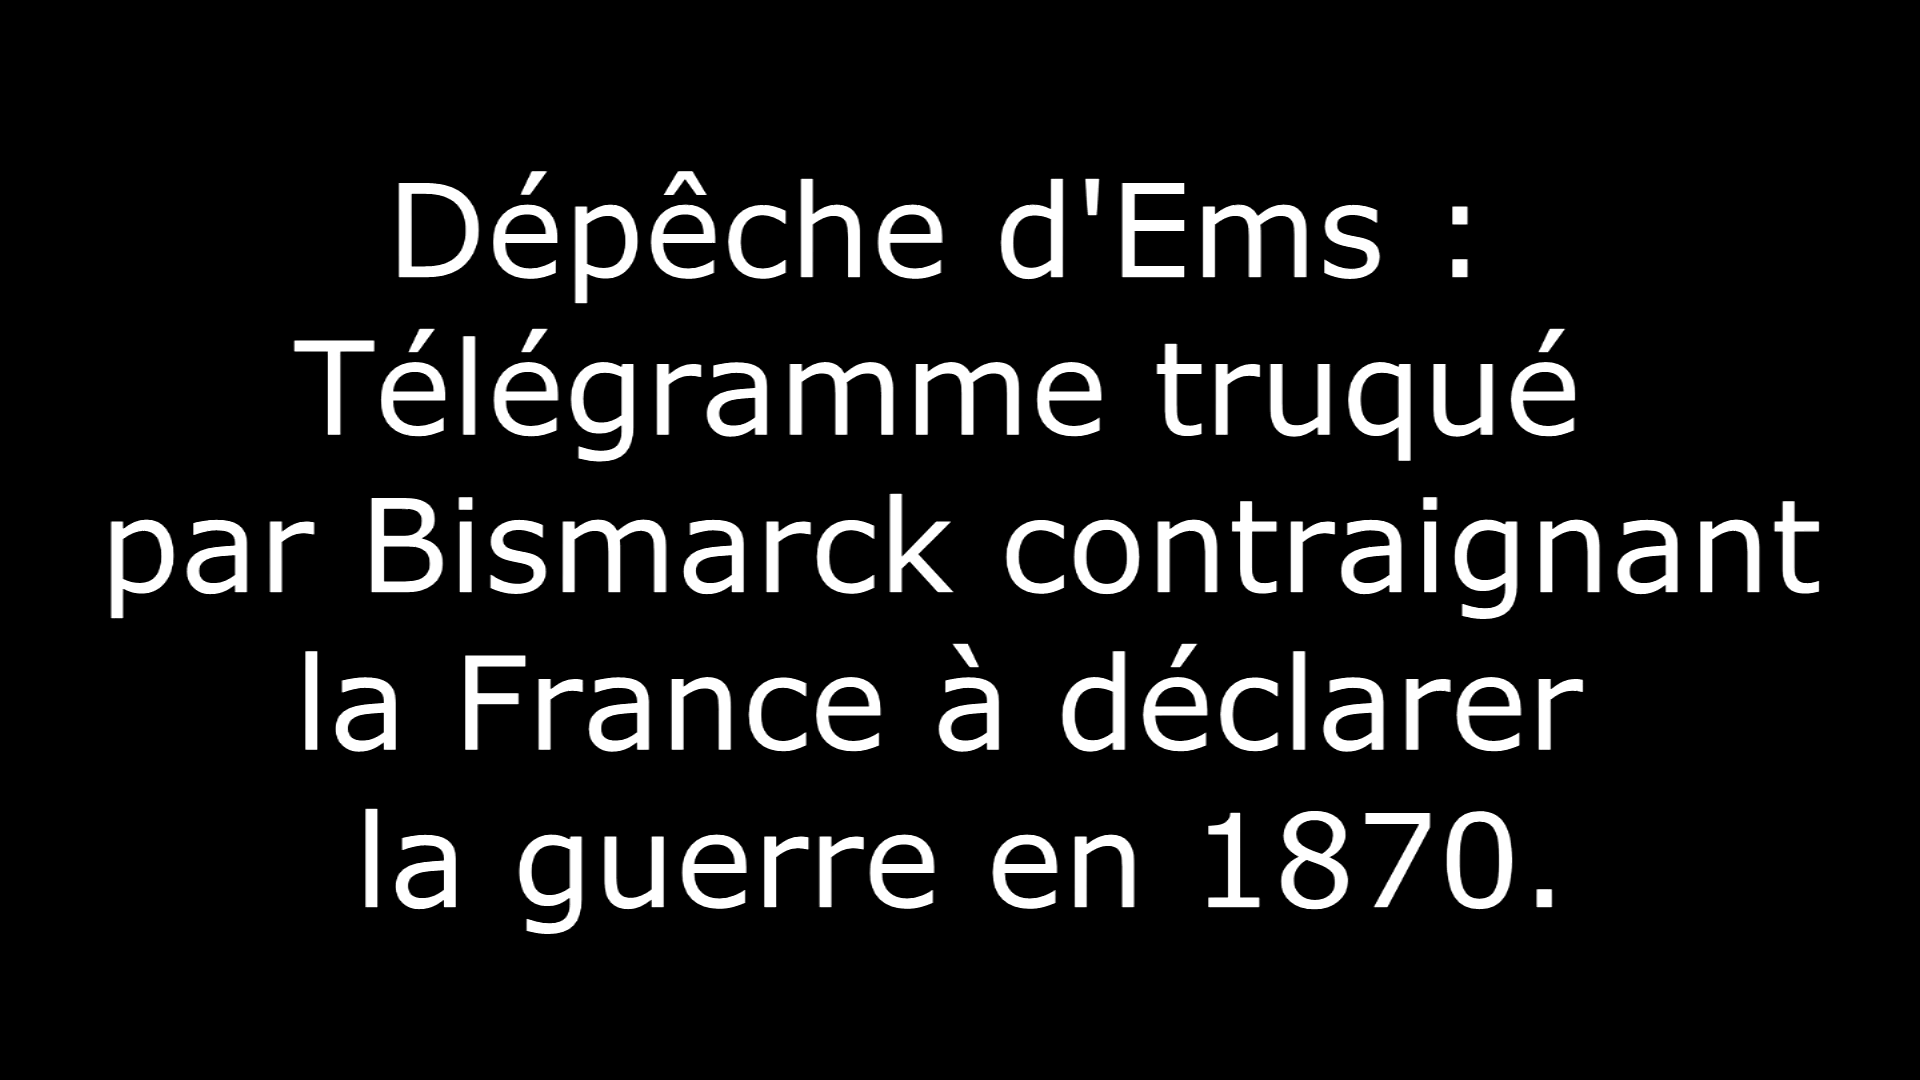 Dépêche d'Ems :
Télégramme truqué
par Bismarck contraignant
la France à déclarer
la guerre en 1870.